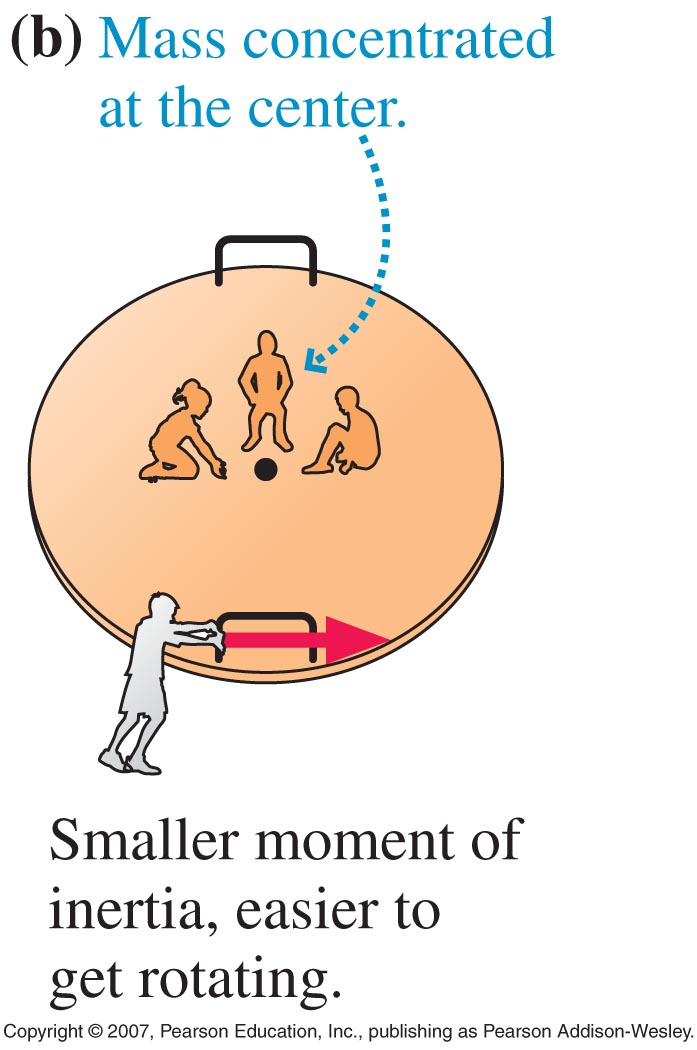 (b) Mass concentrated
at the center.
Smaller moment of
inertia, easier to
get rotating.
Copyright © 2007, Pearson Education, Inc., publishing as Pearson Addison-Wesley.